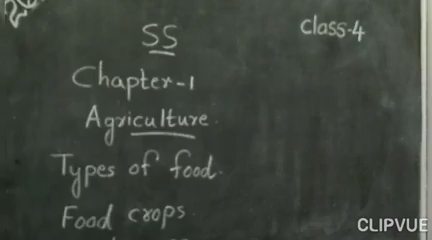 SS
Class-4
Chapter-1
Agriculture.
Types of food.
Food crops.
CLIPVUE